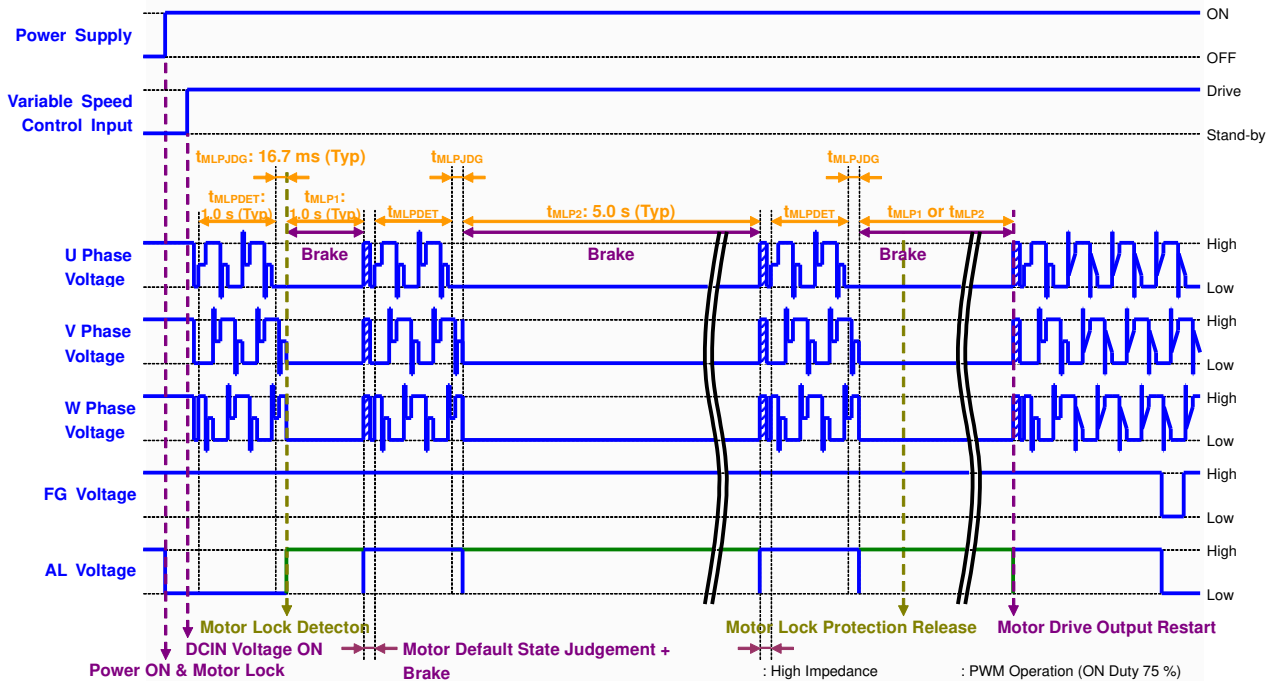 Power Supply
ON
OFF
Variable Speed
Control Input
Drive
Stand-by
tMLPJDG: 16.7 ms (Typ)
tMLPJDG
tMLPJDG
tMLPDET:
1.0 s (Typ)
tMLP1:
1.0 s (Typ)
tMLPDET
tMLP2: 5.0 s (Typ)
tMLPDET
tMLP1 or tMLP2
Brake
Brake
Brake
U Phase
Voltage
High
Low
V Phase
Voltage
High
Low
W Phase
Voltage
High
Low
FG Voltage
High
Low
AL Voltage
High
Low
Motor Lock Detecton
Motor Lock Protection Release
Motor Drive Output Restart
DCIN Voltage ON
Motor Default State Judgement +
Brake
Power ON & Motor Lock
: High Impedance
: PWM Operation (ON Duty 75 %)